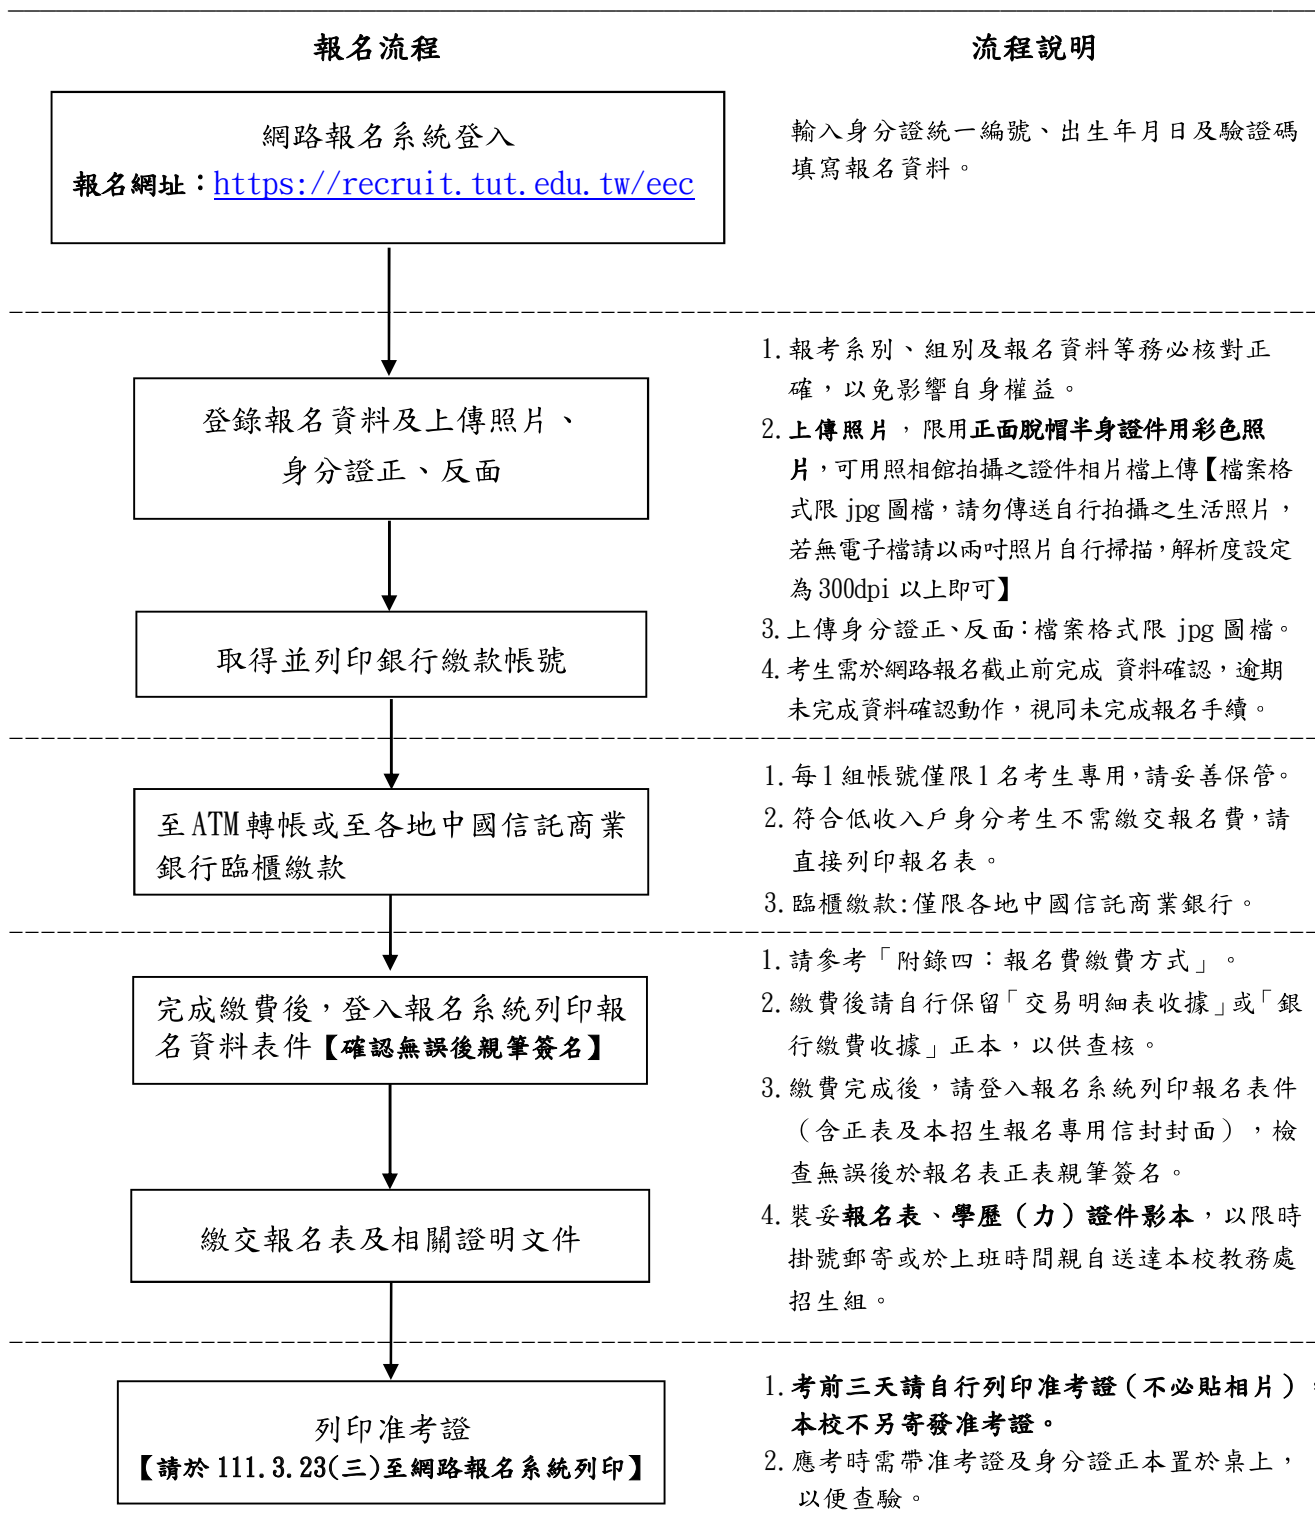 報名流程
流程說明
網路報名系統登入
報名網址：https://recruit.tut.edu.tw/eec
輸入身分證統一編號、出生年月日及驗證碼
填寫報名資料。
登錄報名資料及上傳照片、
身分證正、反面
取得並列印銀行繳款帳號
1.報考系別、組別及報名資料等務必核對正
確，以免影響自身權益。
2.上傳照片，限用正面脫帽半身證件用彩色照
片，可用照相館拍攝之證件相片檔上傳【檔案格
式限 jpg 圖檔，請勿傳送自行拍攝之生活照片，
若無電子檔請以兩吋照片自行掃描，解析度設定
為 300dpi 以上即可】
3.上傳身分證正、反面：檔案格式限 jpg 圖檔。
4.考生需於網路報名截止前完成 資料確認，逾期
未完成資料確認動作，視同未完成報名手續。
至 ATM 轉帳或至各地中國信託商業
銀行臨櫃繳款
1.每 1 組帳號僅限 1 名考生專用，請妥善保管。
2.符合低收入戶身分考生不需繳交報名費，請
直接列印報名表。
3.臨櫃繳款:僅限各地中國信託商業銀行。
完成繳費後，登入報名系統列印報
名資料表件【確認無誤後親筆簽名】
繳交報名表及相關證明文件
1.請參考「附錄四：報名費繳費方式」。
2.繳費後請自行保留「交易明細表收據」或「銀
行繳費收據」正本，以供查核。
3.繳費完成後，請登入報名系統列印報名表件
（含正表及本招生報名專用信封封面），檢
查無誤後於報名表正表親筆簽名。
4.裝妥報名表、學歷（力）證件影本，以限時
掛號郵寄或於上班時間親自送達本校教務處
招生組。
列印准考證
【請於 111.3.23(三)至網路報名系統列印】
1.考前三天請自行列印准考證（不必貼相片）
本校不另寄發准考證。
2.應考時需帶准考證及身分證正本置於桌上，
以便查驗。